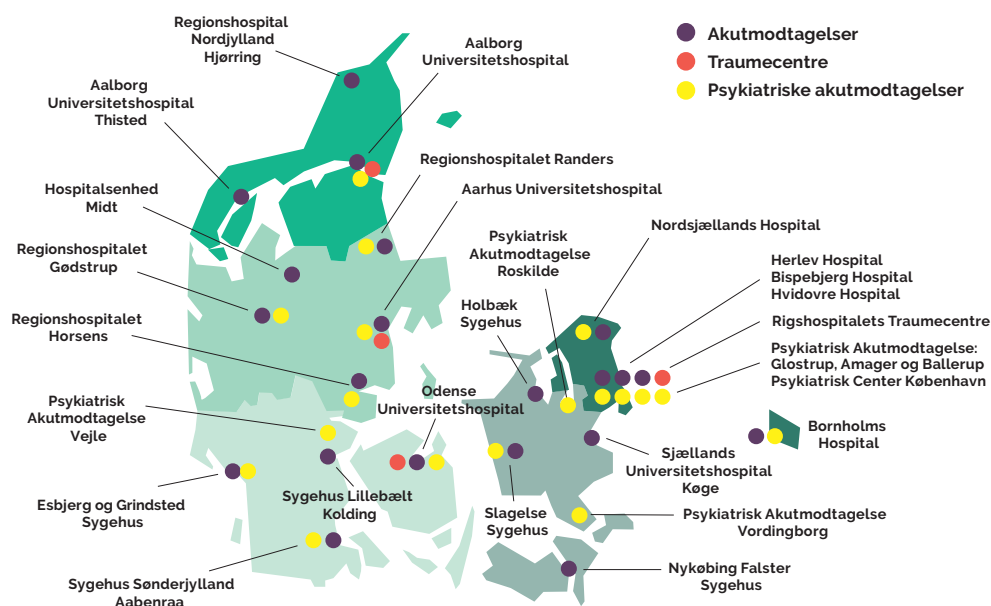 Regionshospital
Nordjylland
Hjørring
Aalborg
Universitetshospital
Akutmodtagelser
Traumecentre
Psykiatriske akutmodtagelser
Aalborg
Universitetshospital
Thisted
Regionshospitalet Randers
Aarhus Universitetshospital
Hospitalsenhed
Midt
Regionshospitalet
Gødstrup
Regionshospitalet
Horsens
Psykiatrisk
Akutmodtagelse
Roskilde
Nordsjællands Hospital
Herlev Hospital
Bispebjerg Hospital
Hvidovre Hospital
Holbæk
Sygehus
Rigshospitalets Traumecentre
Psykiatrisk Akutmodtagelse:
Glostrup, Amager og Ballerup
Psykiatrisk Center København
Psykiatrisk
Akutmodtagelse
Vejle
Odense
Universitetshospital
Bornholms
Hospital
Sjællands
Universitetshospital
Køge
Esbjerg og Grindsted
Sygehus
Sygehus Lillebælt
Kolding
Slagelse
Sygehus
Psykiatrisk Akutmodtagelse
Vordingborg
Sygehus Sønderjylland
Aabenraa
Nykøbing Falster
Sygehus